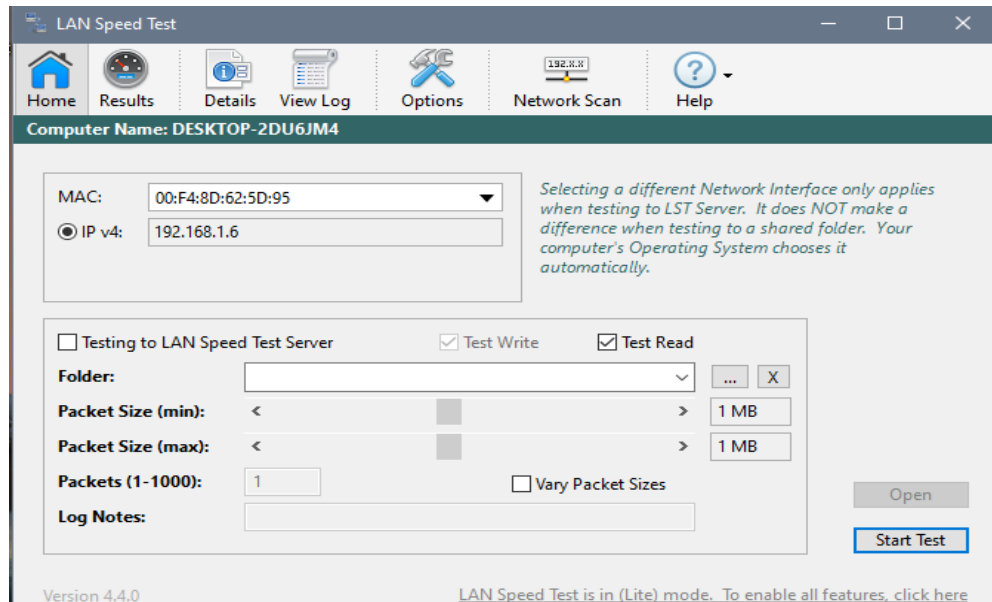 LAN Speed Test
Home Results Details View Log Options Network Scan Help
192.X.X
Computer Name: DESKTOP-2DU6JM4
MAC: 00:F4:8D:62:5D:95
IP v4: 192.168.1.6
Selecting a different Network Interface only applies
when testing to LST Server. It does NOT make a
difference when testing to a shared folder. Your
computer's Operating System chooses it
automatically.
Testing to LAN Speed Test Server Test Write Test Read
Folder: ... X
Packet Size (min): < > 1 MB
Packet Size (max): < > 1 MB
Packets (1-1000): 1 Vary Packet Sizes
Log Notes:
Open
Start Test
Version 4.4.0 LAN Speed Test is in (Lite) mode. To enable all features, click here